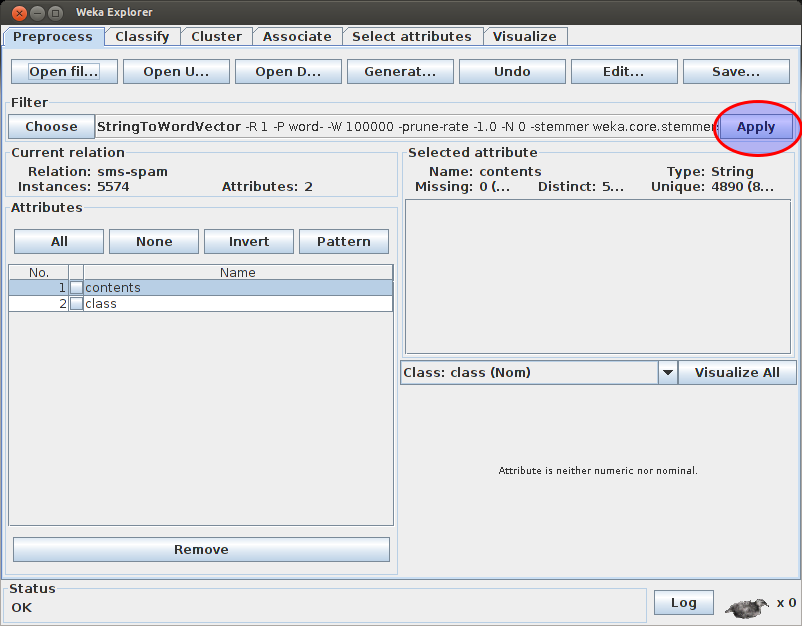 Weka Explorer
Preprocess Classify Cluster Associate Select attributes Visualize
Open fil... Open U... Open D... Generat... Undo Edit... Save...
Filter
Choose StringToWordVector -R 1 -P word- -W 100000 -prune-rate -1.0 -N 0 -stemmer weka.core.stemmers Apply
Current relation
Relation: sms-spam
Instances: 5574 Attributes: 2
Selected attribute
Name: contents Type: String
Missing: 0 (... Distinct: 5... Unique: 4890 (8...
Attributes
All None Invert Pattern
No. Name
1 contents
2 class
Class: class (Nom) Visualize All
Attribute is neither numeric nor nominal.
Remove
Status
OK
Log x 0